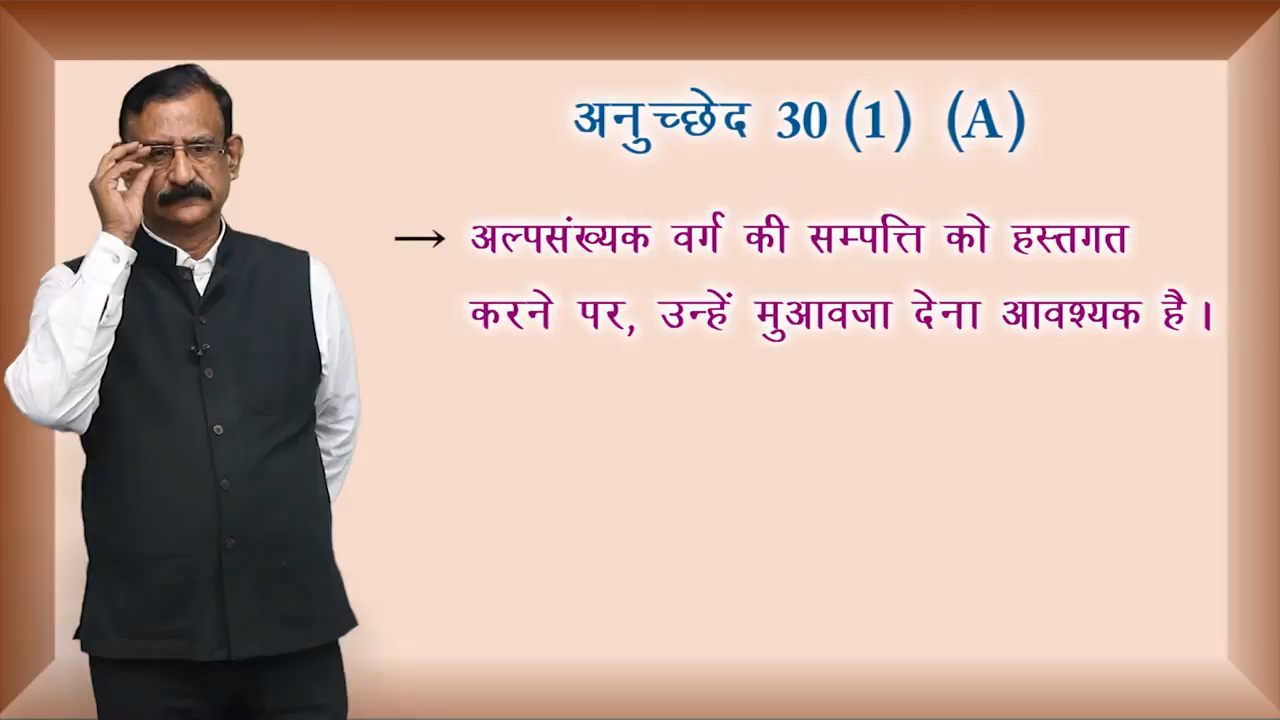 अनुच्छेद 30 (1) (A)
→ अल्पसंख्यक वर्ग की सम्पत्ति को हस्तगत
करने पर, उन्हें मुआवजा देना आवश्यक है।